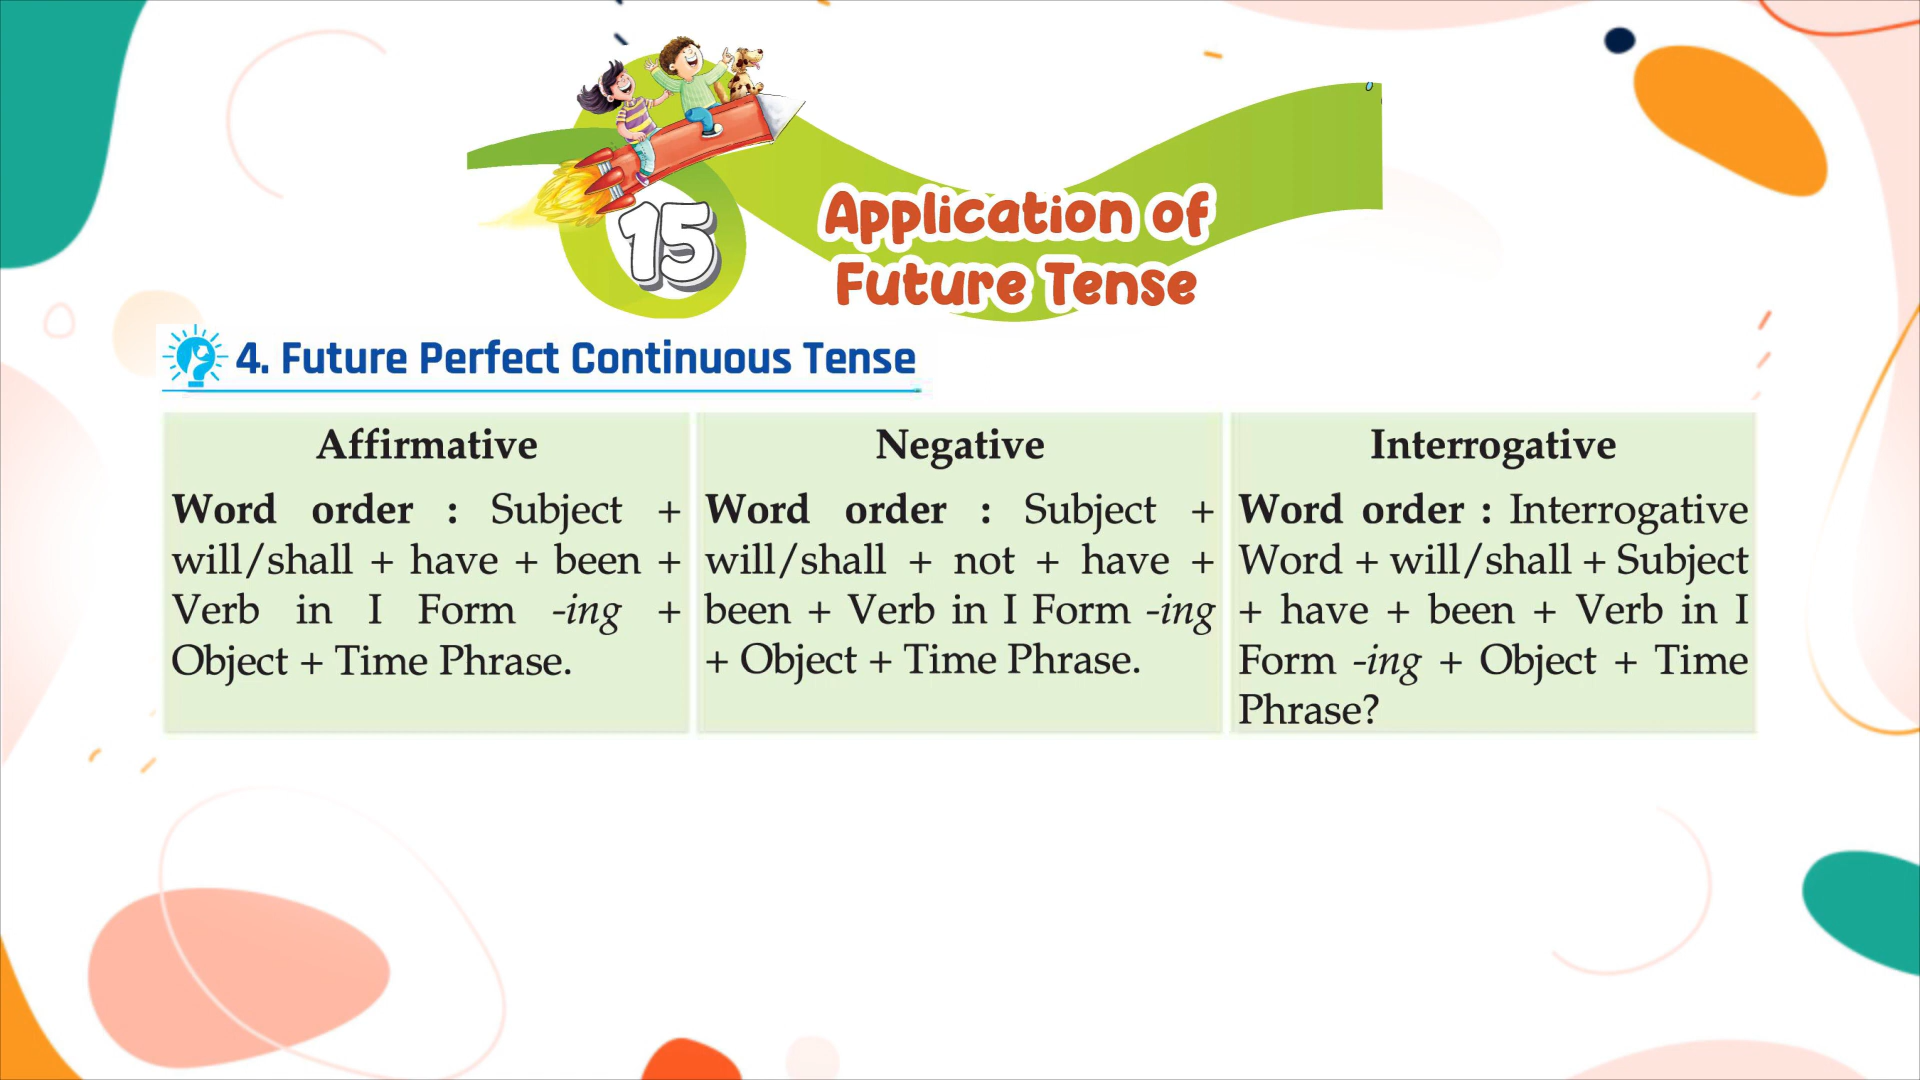 15
Application of
Future Tense
4. Future Perfect Continuous Tense
Affirmative
Word order : Subject +
will/shall + have + been +
Verb in I Form -ing +
Object + Time Phrase.
Negative
Word order : Subject +
will/shall + not + have +
been + Verb in I Form -ing
+ Object + Time Phrase.
Interrogative
Word order : Interrogative
Word + will/shall + Subject
+ have + been + Verb in I
Form -ing + Object + Time
Phrase?